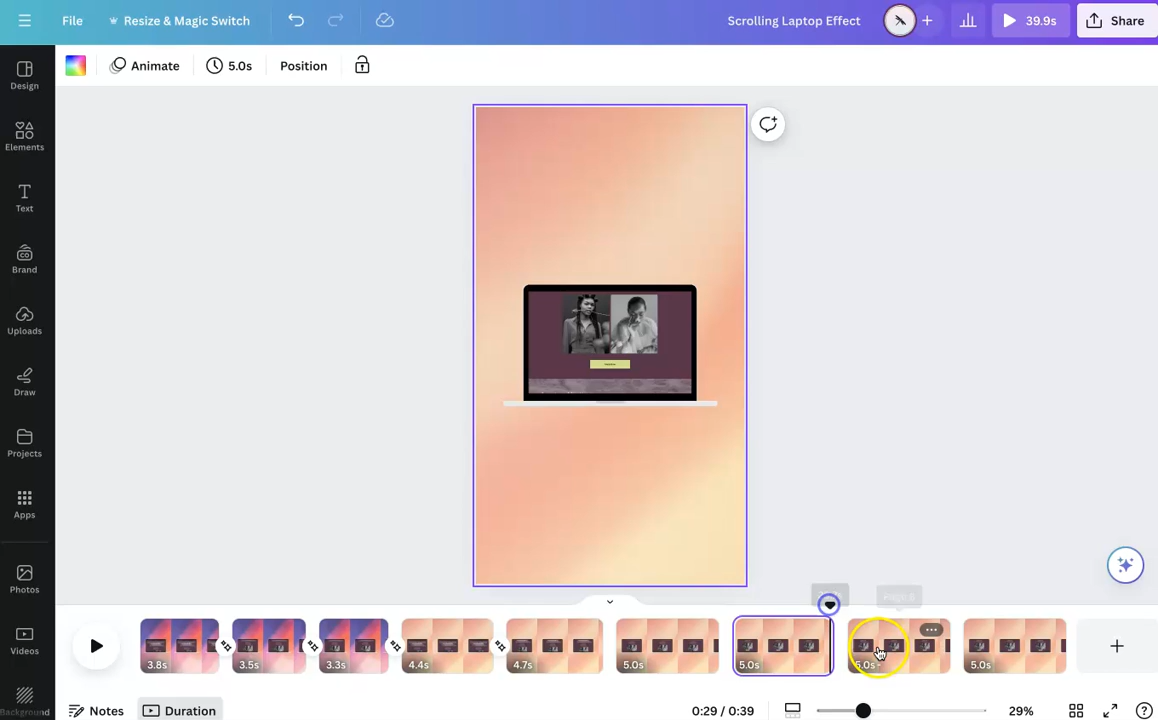 File
Resize & Magic Switch
Scrolling Laptop Effect
39.9s
Share
Animate
5.0s
Position
Design
Elements
Text
Brand
Uploads
Draw
Projects
Apps
Photos
Videos
Background
3.8s
3.5s
3.3s
4.4s
4.7s
5.0s
5.0s
5.0s
5.0s
Notes
Duration
0:29 / 0:39
29%